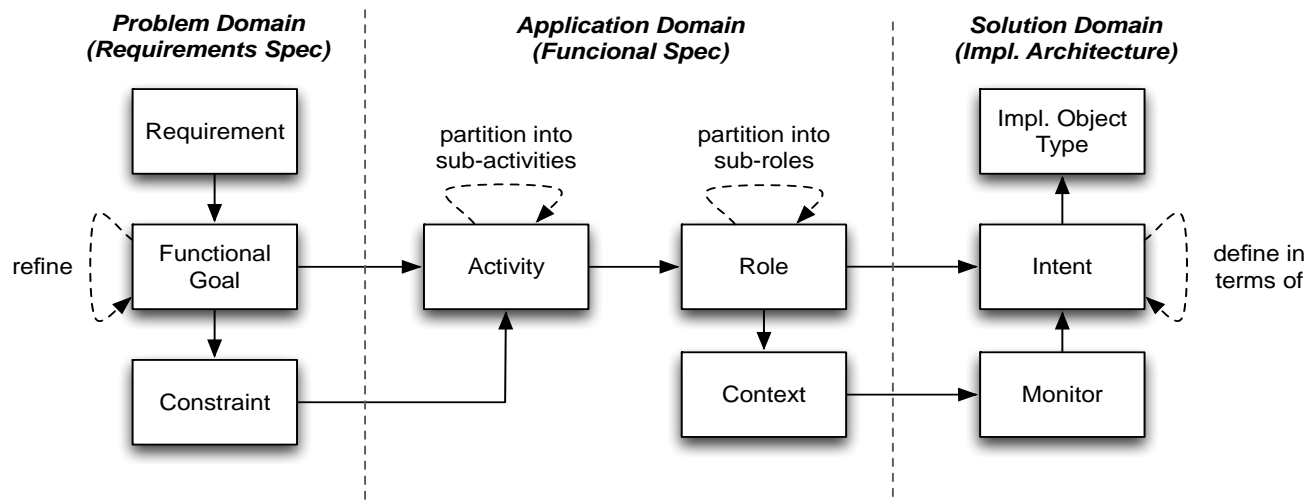 Problem Domain
(Requirements Spec)
Application Domain
(Funcional Spec)
Solution Domain
(Impl. Architecture)
Requirement
partition into
sub-activities
partition into
sub-roles
Impl. Object
Type
refine
Functional
Goal
Activity
Role
Intent
define in
terms of
Constraint
Context
Monitor